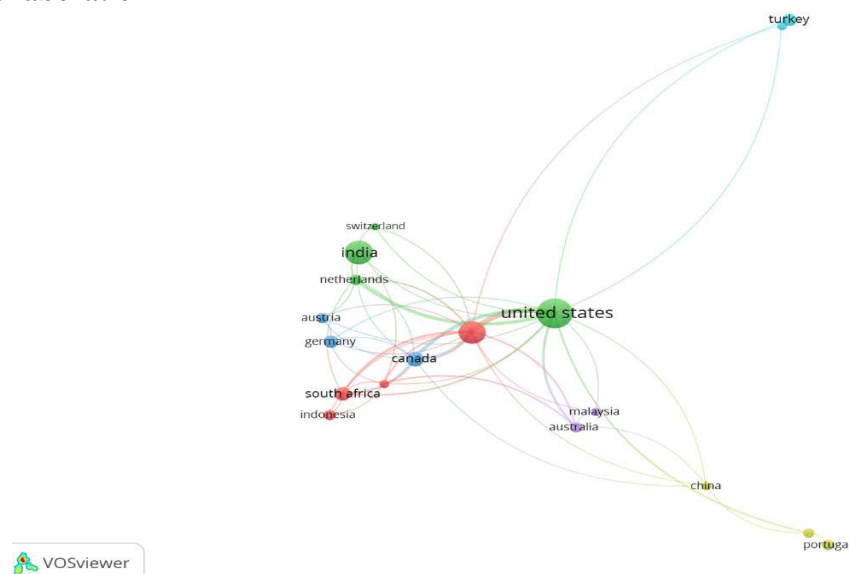 turkey
switzerland
india
netherlands
united states
austria
germany
canada
south africa
indonesia
malaysia
australia
china
portuga
VOSviewer